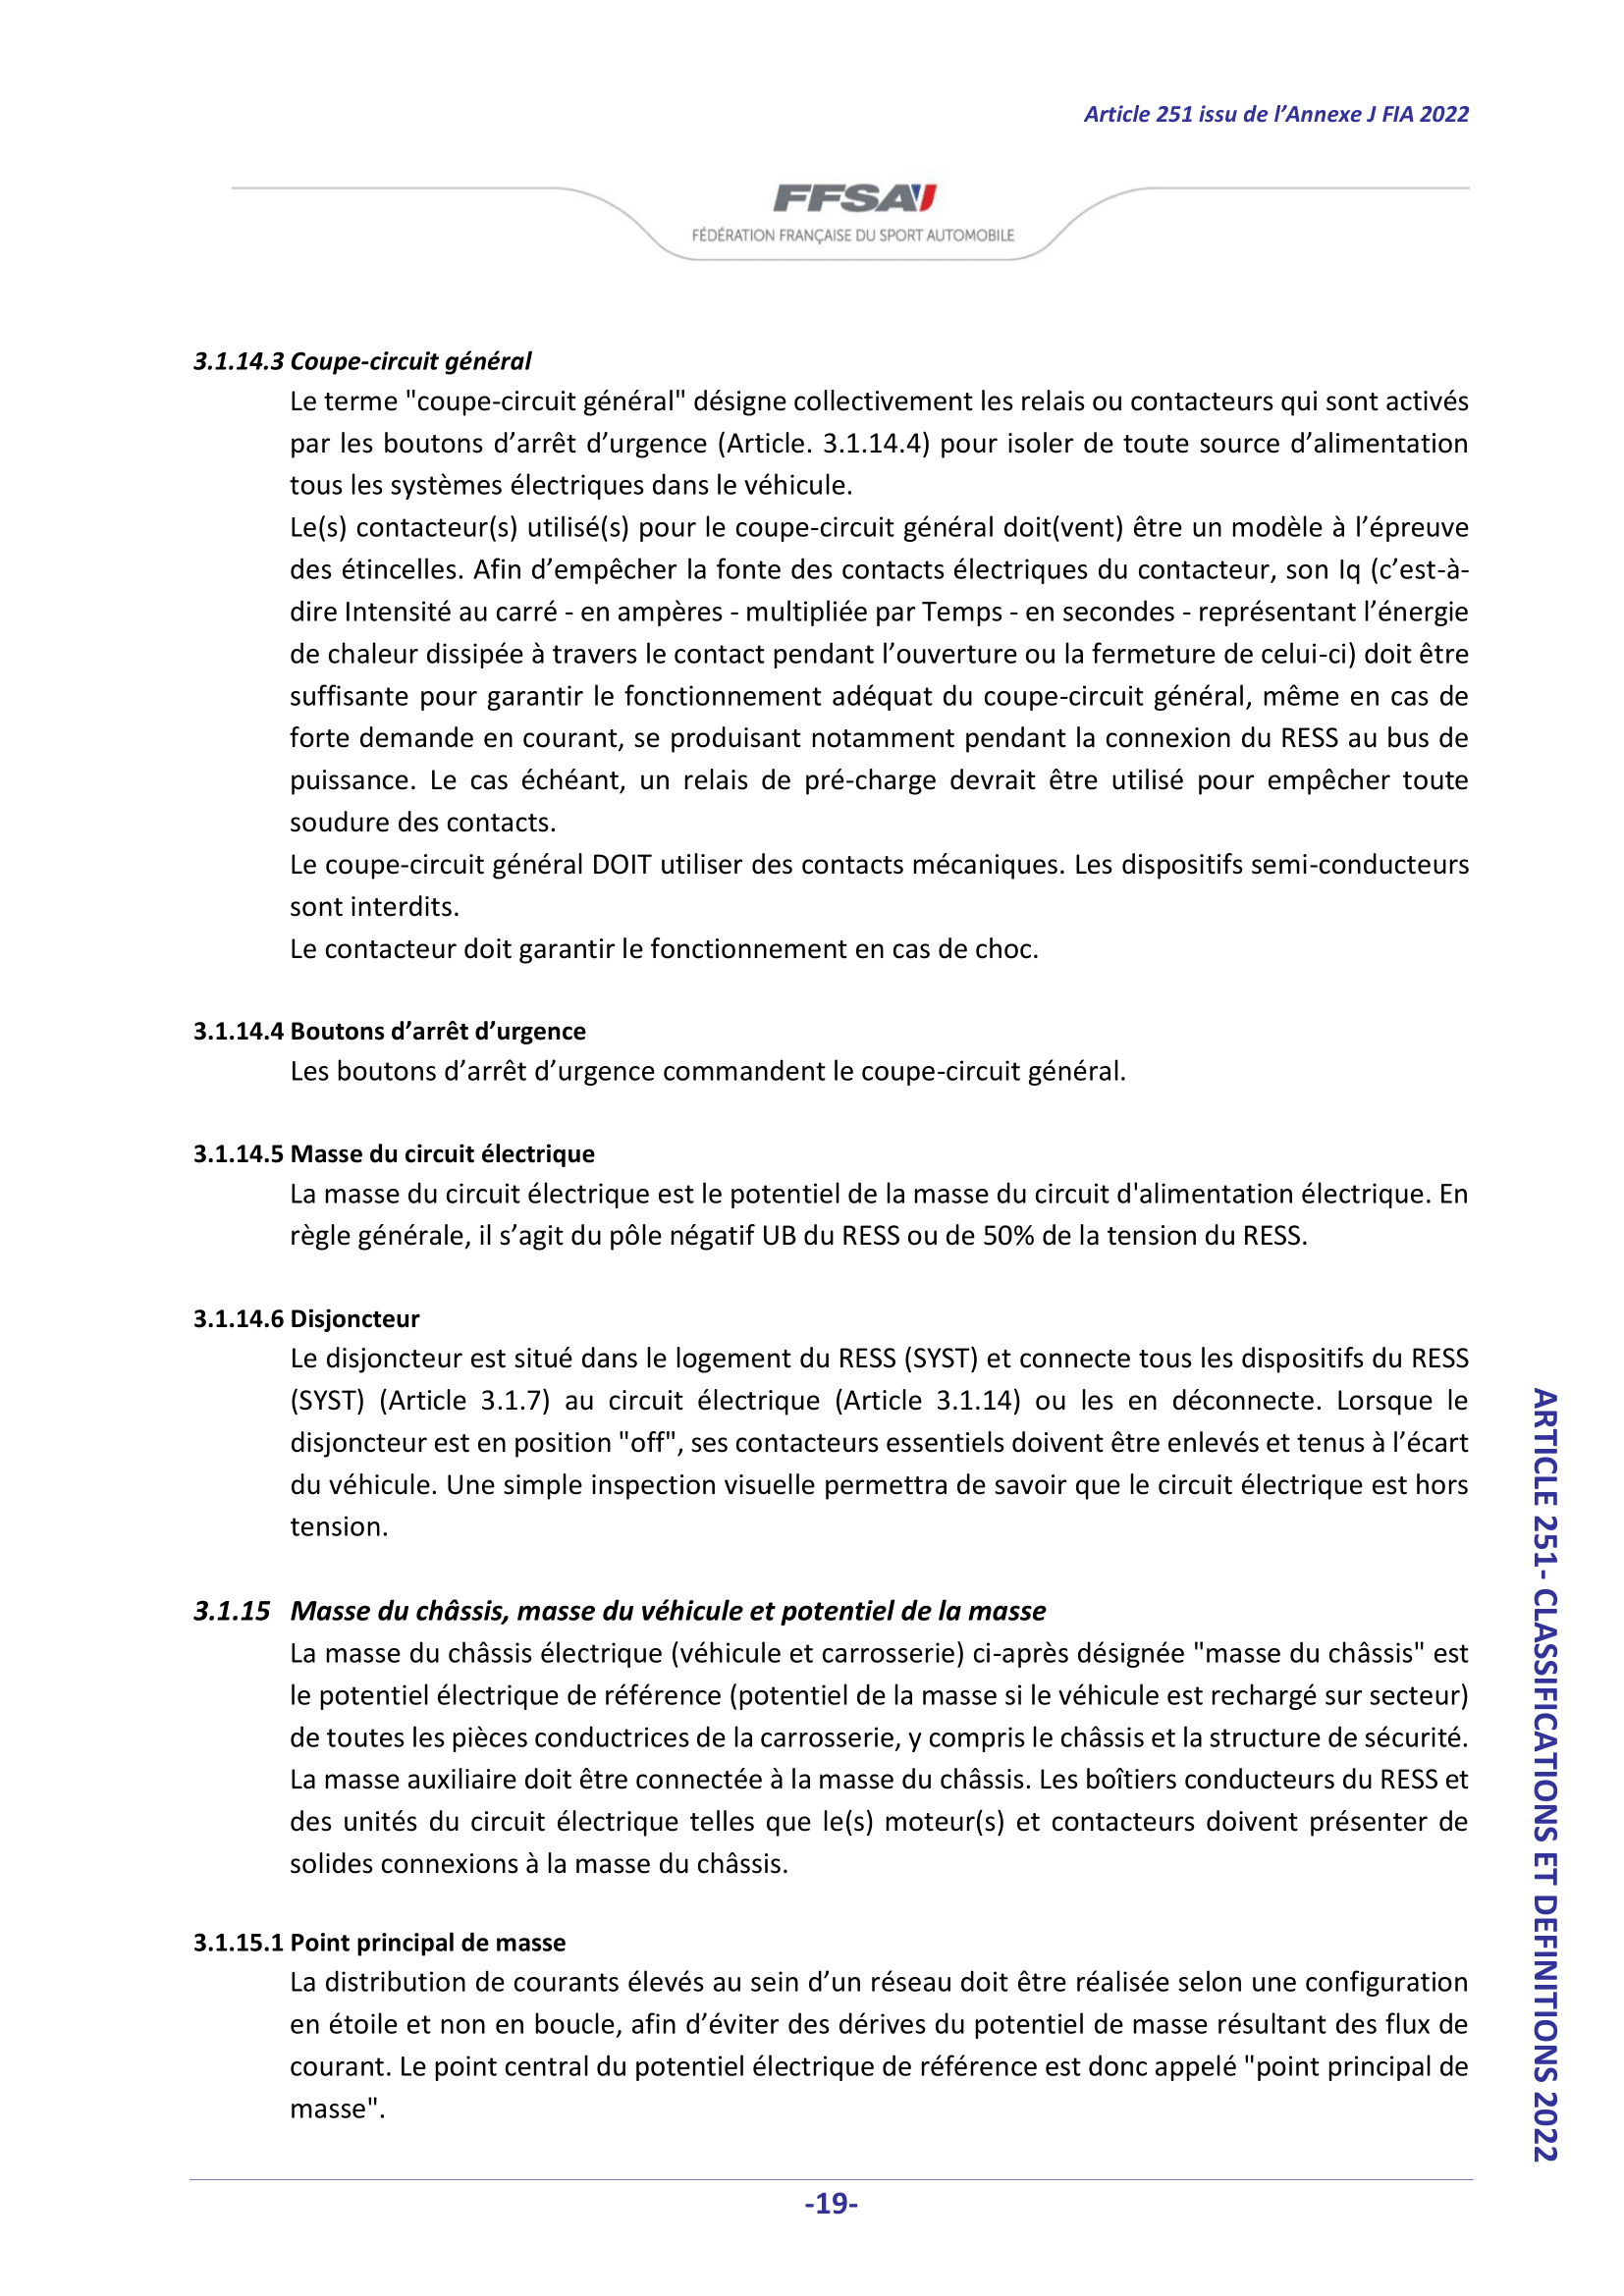 Article 251 issu de l’Annexe J FIA 2022
FFSA
FÉDÉRATION FRANÇAISE DU SPORT AUTOMOBILE
3.1.14.3 Coupe-circuit général
Le terme "coupe-circuit général" désigne collectivement les relais ou contacteurs qui sont activés
par les boutons d’arrêt d’urgence (Article. 3.1.14.4) pour isoler de toute source d’alimentation
tous les systèmes électriques dans le véhicule.
Le(s) contacteur(s) utilisé(s) pour le coupe-circuit général doit(vent) être un modèle à l’épreuve
des étincelles. Afin d’empêcher la fonte des contacts électriques du contacteur, son Iq (c’est-à-
dire Intensité au carré - en ampères - multipliée par Temps - en secondes - représentant l’énergie
de chaleur dissipée à travers le contact pendant l’ouverture ou la fermeture de celui-ci) doit être
suffisante pour garantir le fonctionnement adéquat du coupe-circuit général, même en cas de
forte demande en courant, se produisant notamment pendant la connexion du RESS au bus de
puissance. Le cas échéant, un relais de pré-charge devrait être utilisé pour empêcher toute
soudure des contacts.
Le coupe-circuit général DOIT utiliser des contacts mécaniques. Les dispositifs semi-conducteurs
sont interdits.
Le contacteur doit garantir le fonctionnement en cas de choc.
3.1.14.4 Boutons d’arrêt d’urgence
Les boutons d’arrêt d’urgence commandent le coupe-circuit général.
3.1.14.5 Masse du circuit électrique
La masse du circuit électrique est le potentiel de la masse du circuit d'alimentation électrique. En
règle générale, il s’agit du pôle négatif UB du RESS ou de 50% de la tension du RESS.
3.1.14.6 Disjoncteur
Le disjoncteur est situé dans le logement du RESS (SYST) et connecte tous les dispositifs du RESS
(SYST) (Article 3.1.7) au circuit électrique (Article 3.1.14) ou les en déconnecte. Lorsque le
disjoncteur est en position "off", ses contacteurs essentiels doivent être enlevés et tenus à l’écart
du véhicule. Une simple inspection visuelle permettra de savoir que le circuit électrique est hors
tension.
3.1.15 Masse du châssis, masse du véhicule et potentiel de la masse
La masse du châssis électrique (véhicule et carrosserie) ci-après désignée "masse du châssis" est
le potentiel électrique de référence (potentiel de la masse si le véhicule est rechargé sur secteur)
de toutes les pièces conductrices de la carrosserie, y compris le châssis et la structure de sécurité.
La masse auxiliaire doit être connectée à la masse du châssis. Les boîtiers conducteurs du RESS et
des unités du circuit électrique telles que le(s) moteur(s) et contacteurs doivent présenter de
solides connexions à la masse du châssis.
3.1.15.1 Point principal de masse
La distribution de courants élevés au sein d’un réseau doit être réalisée selon une configuration
en étoile et non en boucle, afin d’éviter des dérives du potentiel de masse résultant des flux de
courant. Le point central du potentiel électrique de référence est donc appelé "point principal de
masse".
ARTICLE 251- CLASSIFICATIONS ET DEFINITIONS 2022
-19-